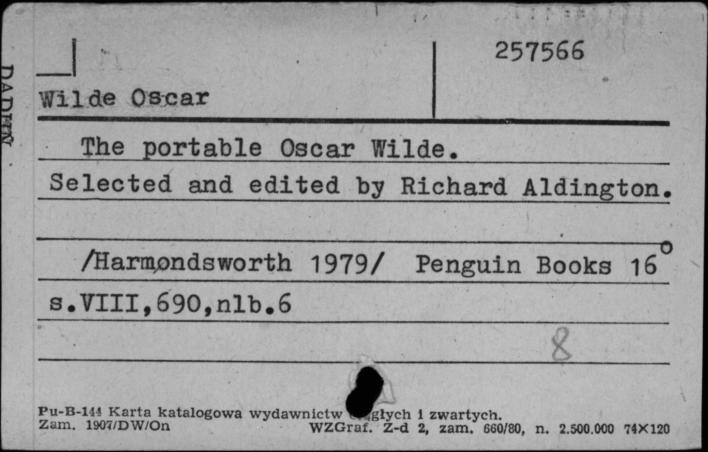 257566
Wilde Oscar
The portable Oscar Wilde.
Selected and edited by Richard Aldington.
/Harmondsworth 1979/ Penguin Books 16°
s.VIII,690,nlb.6
8
Pu-B-144 Karta katalogowa wydawnictw i zwartych.
Zam. 1907/DW/On WZGraf. Z-d 2, zam. 660/80, n. 2.500.000 74×120